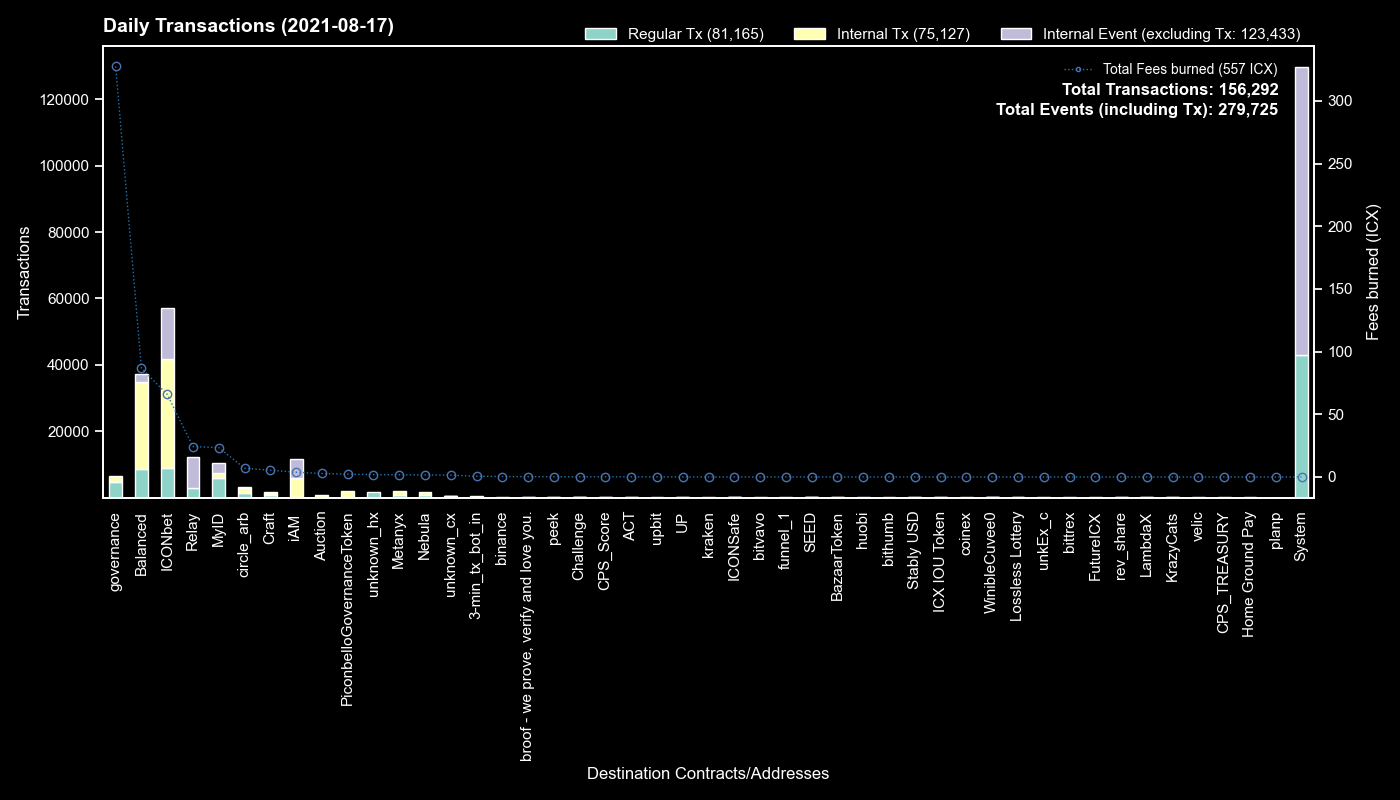 Daily Transactions (2021-08-17)
Regular Tx (81,165)
Internal Tx (75,127)
Internal Event (excluding Tx: 123,433)
Total Fees burned (557 ICX)
Total Transactions: 156,292
Total Events (including Tx): 279,725
Transactions
120000
100000
80000
60000
40000
20000
300
250
200
150
100
50
0
Fees burned (ICX)
governance
Balanced
ICONbet
Relay
MyID
circle_arb
Craft
iAM
Auction
PiconbelloGovernanceToken
unknown_hx
Metanyx
Nebula
unknown_cx
3-min_tx_bot_in
binance
broof - we prove, verify and love you.
peek
Challenge
CPS_Score
ACT
upbit
UP
kraken
ICONSafe
bitvavo
funnel_1
SEED
BazaarToken
huobi
bithumb
Stably USD
ICX IOU Token
coinex
WinibleCuvee0
Lossless Lottery
unkEx_c
bittrex
FutureICX
rev_share
LambdaX
KrazyCats
velic
CPS_TREASURY
Home Ground Pay
planp
System
Destination Contracts/Addresses